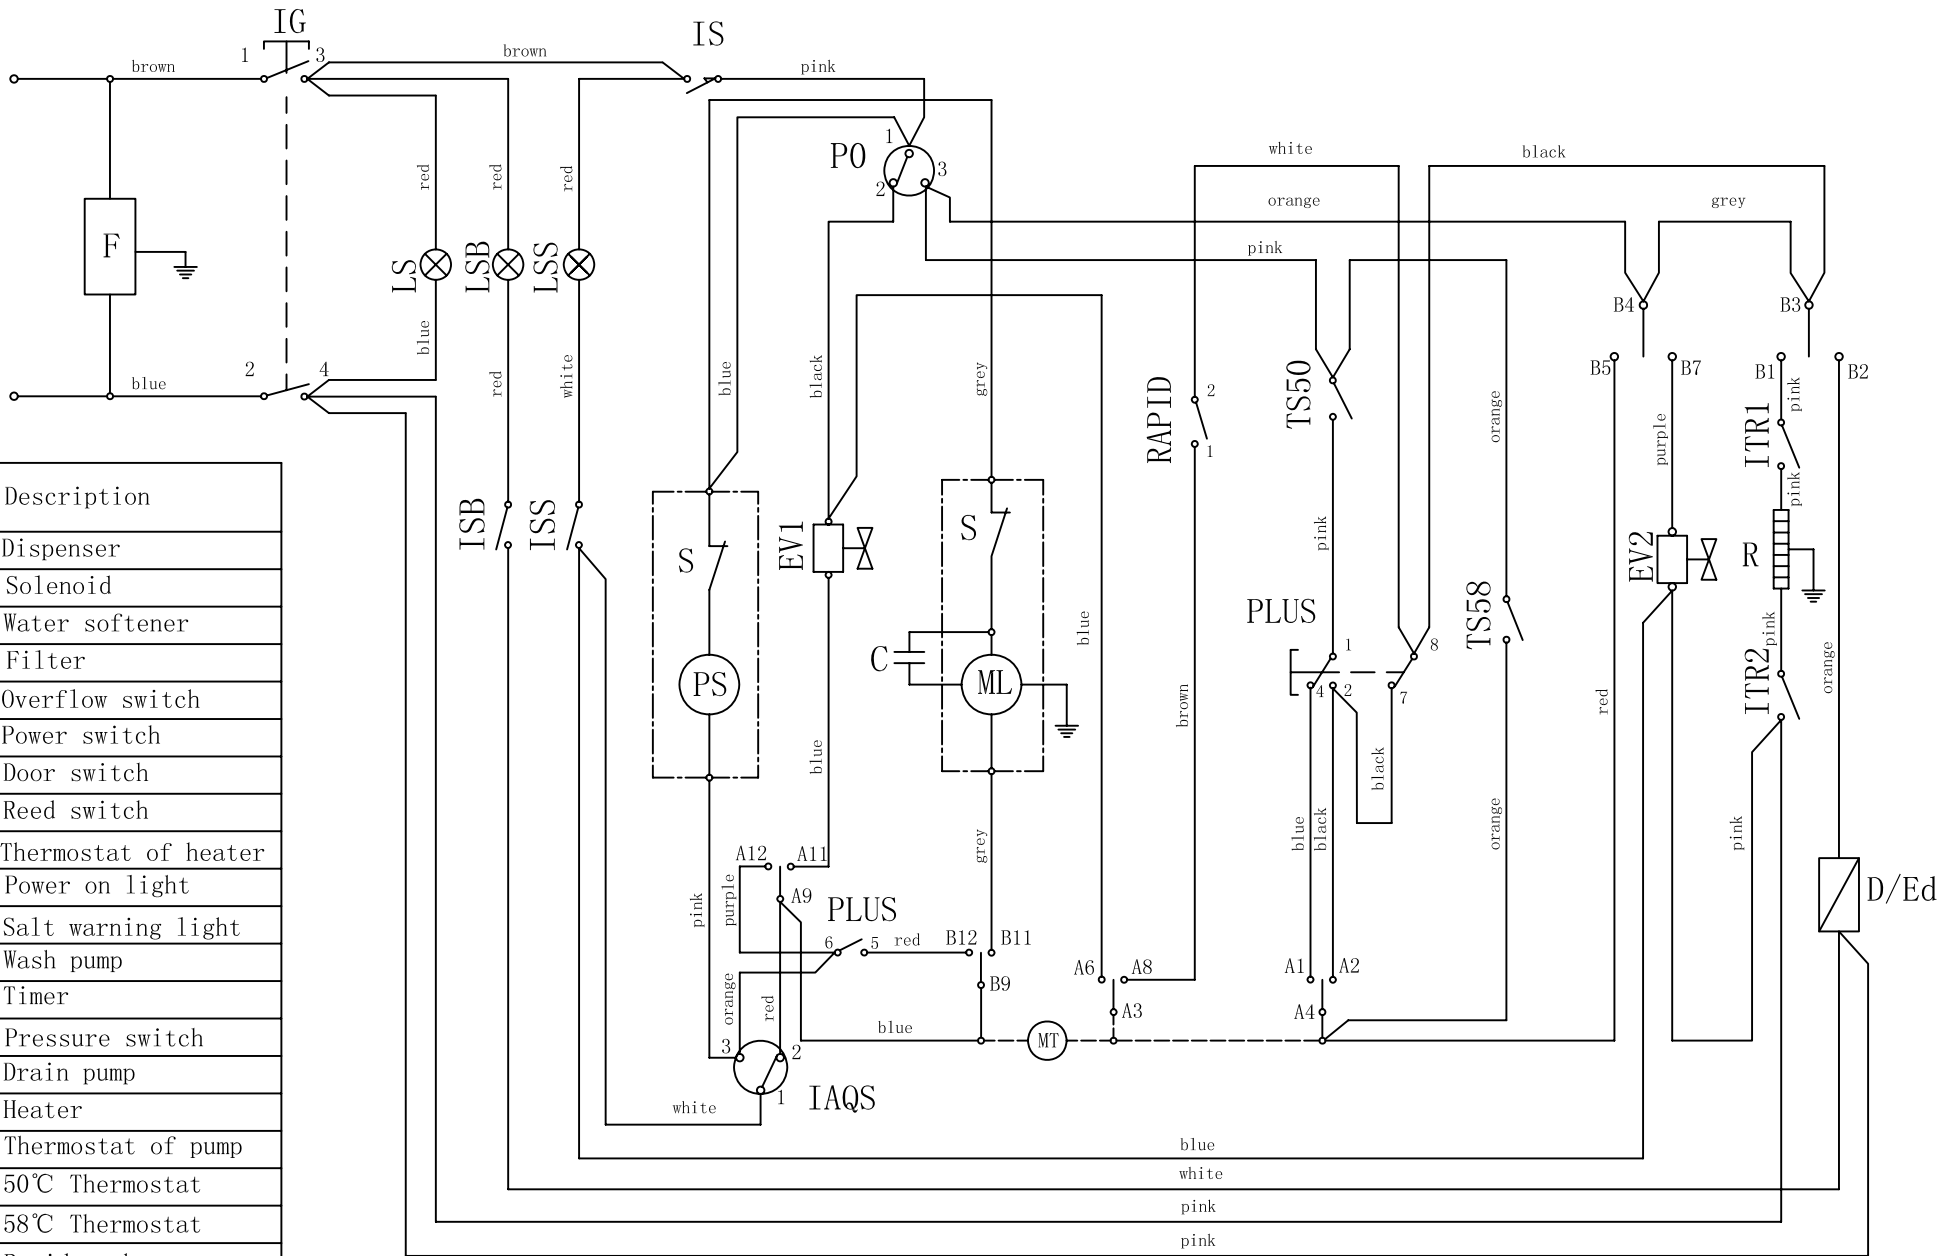 IG
IS
1
3
brown
brown
pink
1
PO
3
2
white
black
brown
red
red
red
orange
grey
pink
F
LS
LSB
LSS
B4
B3
blue
2
4
blue
red
white
blue
black
grey
RAPID
2
1
TS50
orange
B5
B7
B1
B2
pink
purple
ITR1
pink
Description
Dispenser
Solenoid
Water softener
Filter
Overflow switch
Power switch
Door switch
Reed switch
Thermostat of heater
Power on light
Salt warning light
Wash pump
Timer
Pressure switch
Drain pump
Heater
Thermostat of pump
50℃ Thermostat
58℃ Thermostat
ISB
ISS
S
EV1
S
pink
EV2
R
PLUS
1
8
TS58
pink
C
PS
ML
4
2
7
ITR2
orange
blue
brown
red
blue
black
black
blue
orange
pink
D/Ed
A12
A11
grey
pink
purple
A9
PLUS
6
5
red
B12
B11
B9
A6
A8
A1
A2
A3
A4
orange
red
blue
MT
3
2
1
IAQS
white
blue
white
pink
pink